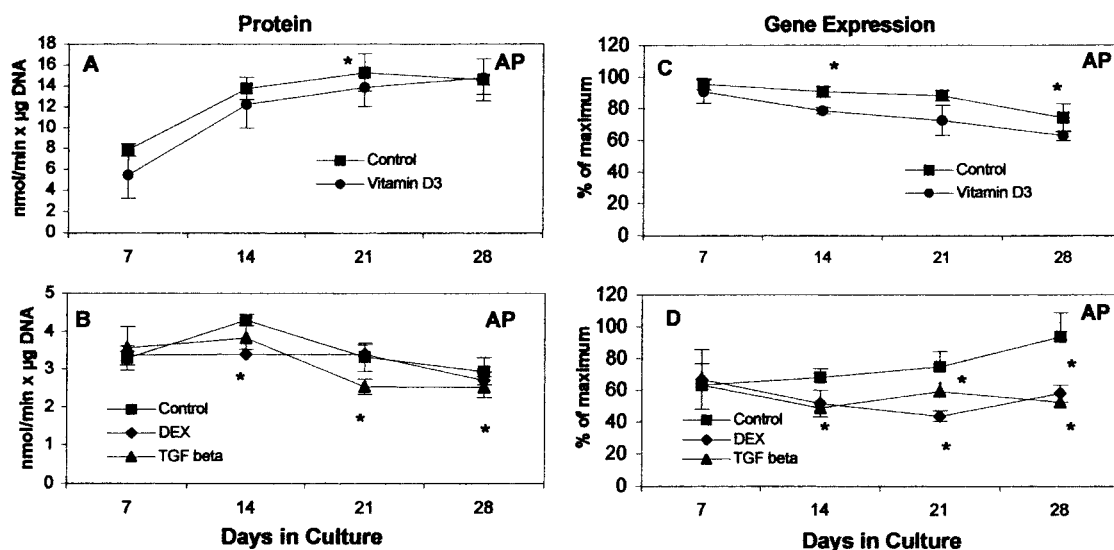 Protein
Gene Expression
A
AP
nmol/min x µg DNA
18
16
14
12
10
8
6
4
2
0
*
Control
Vitamin D3
7
14
21
28
C
AP
% of maximum
120
100
80
60
40
20
0
*
*
Control
Vitamin D3
7
14
21
28
B
AP
nmol/min x µg DNA
5
4
3
2
1
0
*
*
*
Control
DEX
TGF beta
7
14
21
28
Days in Culture
D
AP
% of maximum
120
100
80
60
40
20
0
*
*
*
*
*
Control
DEX
TGF beta
7
14
21
28
Days in Culture